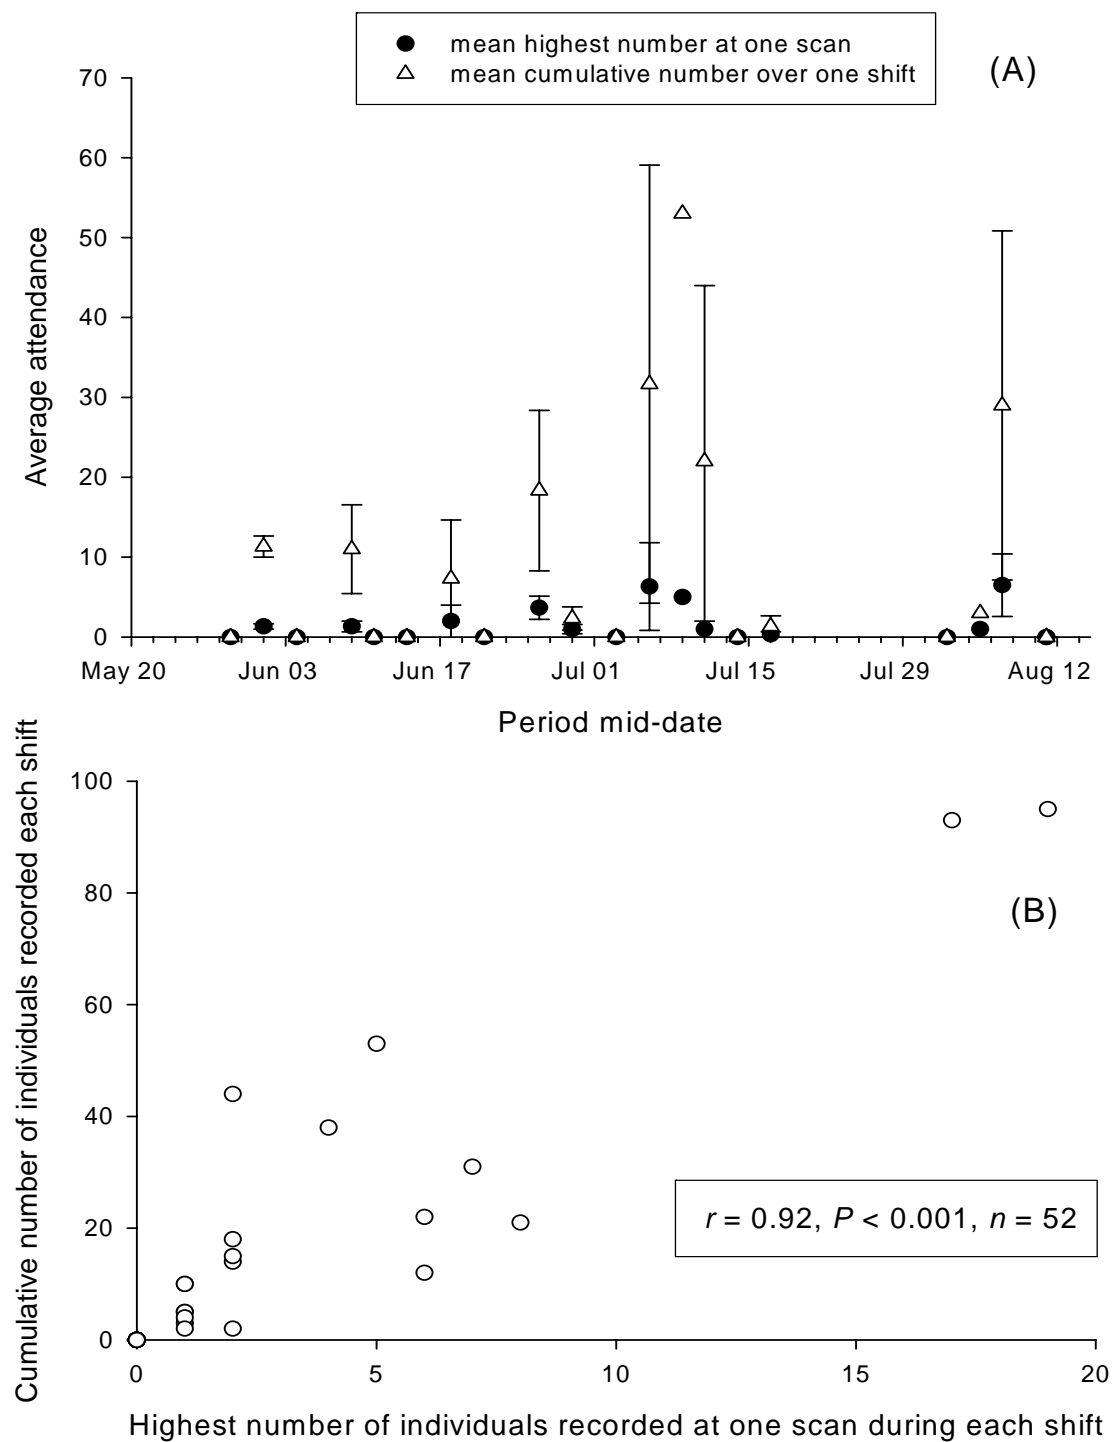 mean highest number at one scan
mean cumulative number over one shift
(A)
70
60
50
40
30
20
10
0
Average attendance
May 20 Jun 03 Jun 17 Jul 01 Jul 15 Jul 29 Aug 12
Period mid-date
100
80
60
40
20
0
Cumulative number of individuals recorded each shift
(B)
r = 0.92, P < 0.001, n = 52
0 5 10 15 20
Highest number of individuals recorded at one scan during each shift